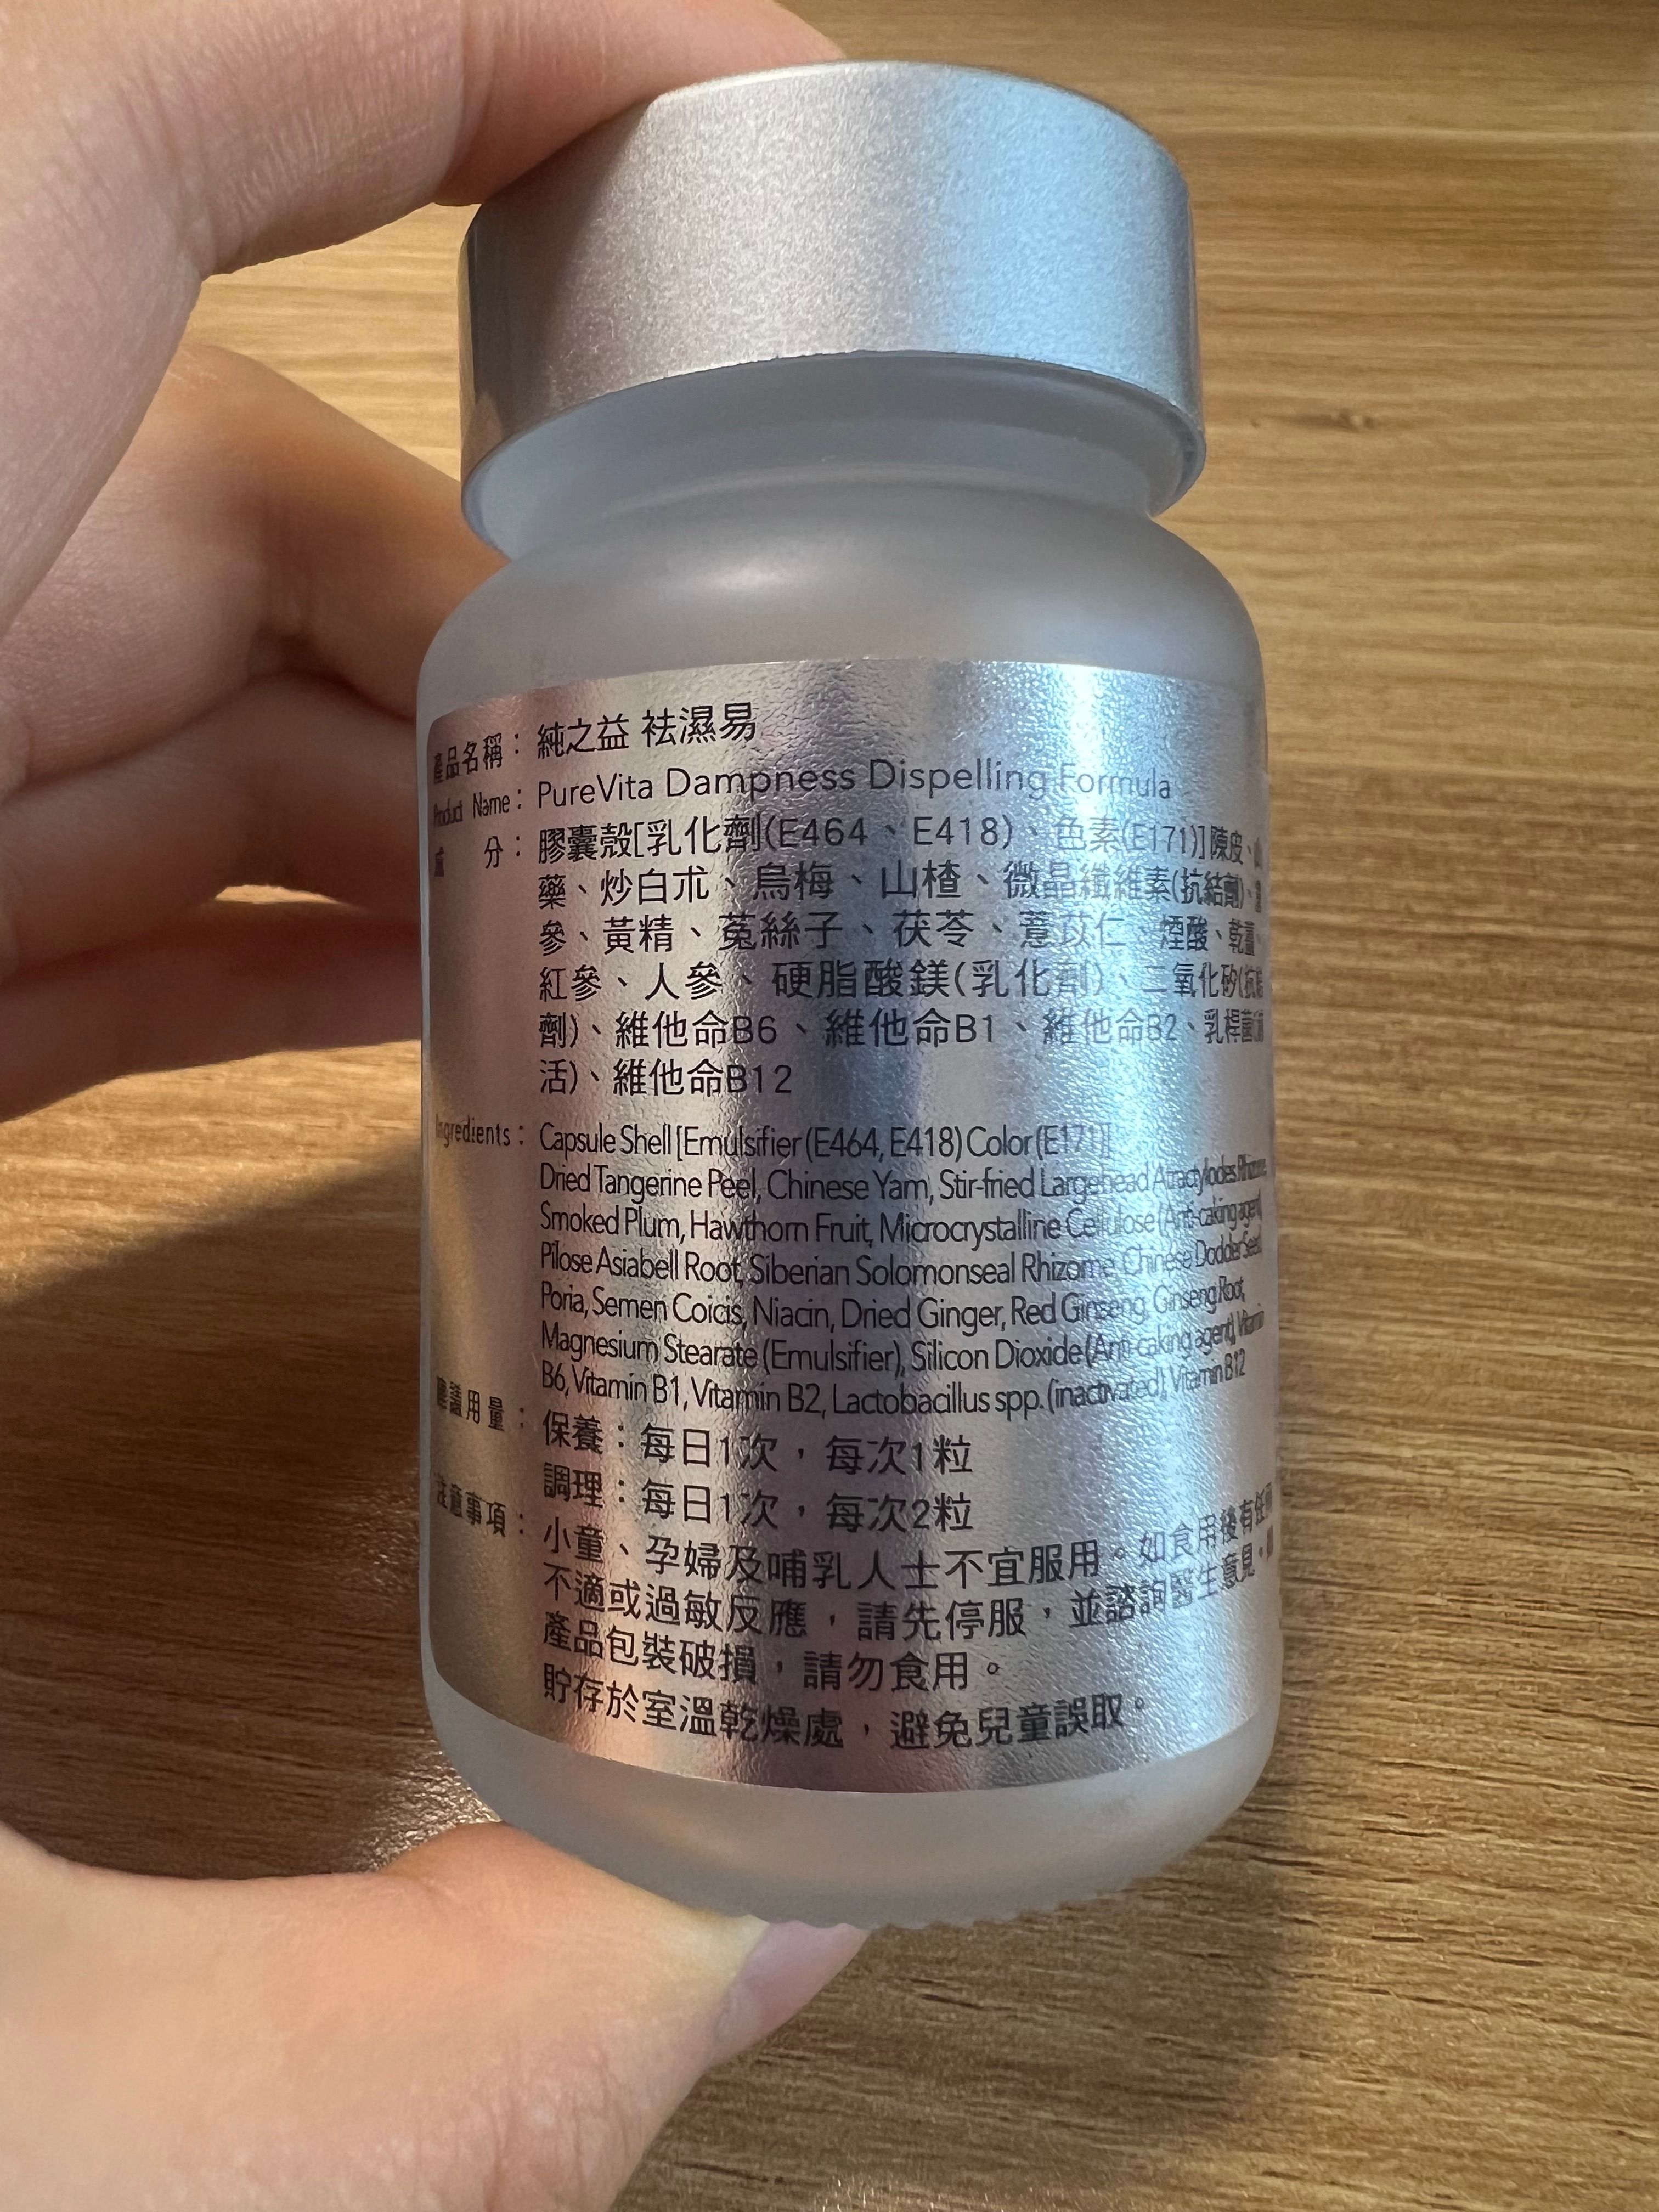 產品名稱：純之益 祛濕易
Product Name：PureVita Dampness Dispelling Formula
成 分：膠囊殼[乳化劑(E464、E418)、色素(E171)] 陳皮、山
藥、炒白朮、烏梅、山楂、微晶纖維素(抗結劑)、黨
參、黃精、菟絲子、茯苓、薏苡仁、煙酸、乾薑、
紅參、人參、硬脂酸鎂(乳化劑)、二氧化矽(抗結
劑)、維他命B6、維他命B1、維他命B2、乳桿菌
活)、維他命B12
Ingredients：Capsule Shell [Emulsifier (E464, E418) Color (E171)]
Dried Tangerine Peel, Chinese Yam, Stir-fried Largehead Atractylodes Rhizome,
Smoked Plum, Hawthorn Fruit, Microcrystalline Cellulose (Anti-caking agent)
Pilose Asiabell Root, Siberian Solomonseal Rhizome, Chinese Dodder Seed,
Poria, Semen Coicis, Niacin, Dried Ginger, Red Ginseng, Ginseng Root,
Magnesium Stearate (Emulsifier), Silicon Dioxide (Anti-caking agent), Vitamin
B6, Vitamin B1, Vitamin B2, Lactobacillus spp. (inactivated), Vitamin B12
建議用量：保養：每日1次，每次1粒
調理：每日1次，每次2粒
注意事項：小童、孕婦及哺乳人士不宜服用。如食用後有任何
不適或過敏反應，請先停服，並諮詢醫生意見。如
產品包裝破損，請勿食用。
貯存於室溫乾燥處，避免兒童誤取。